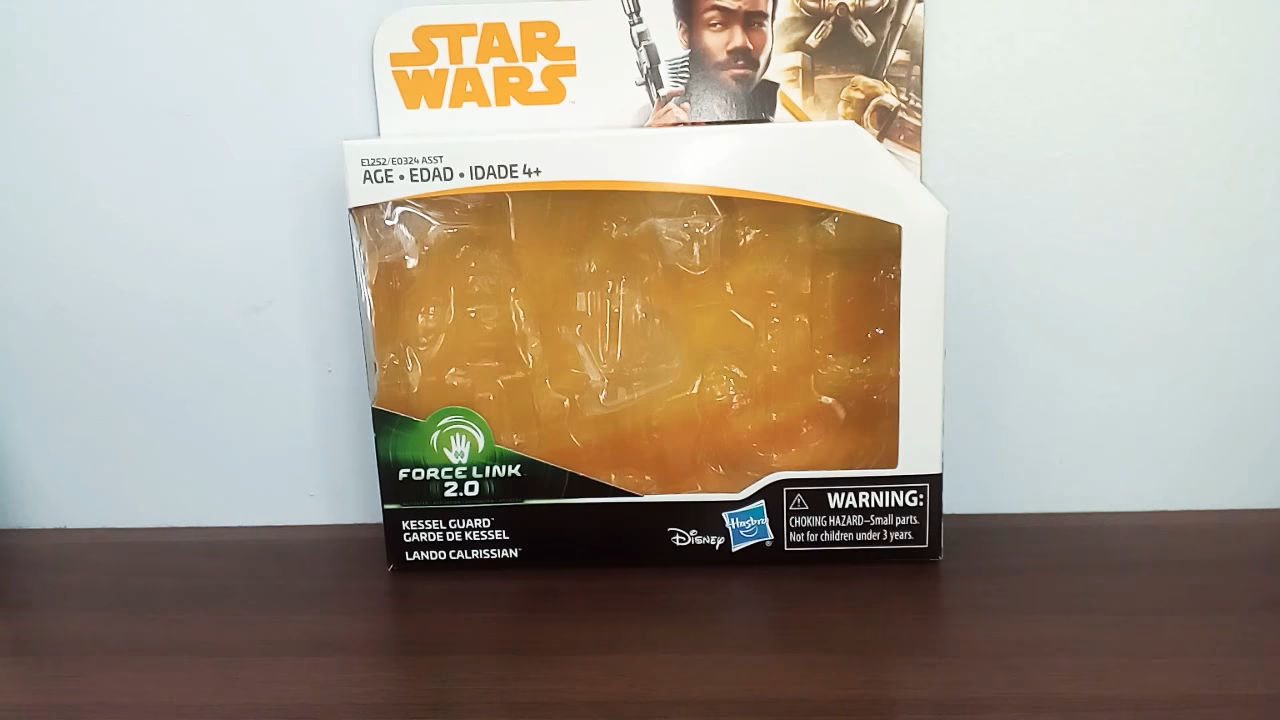 STAR
WARS
E1252/E0324 ASST
AGE • EDAD • IDADE 4+
FORCE LINK
2.0
KESSEL GUARD™
GARDE DE KESSEL
LANDO CALRISSIAN™
Disney
Hasbro
®
⚠ WARNING:
CHOKING HAZARD–Small parts.
Not for children under 3 years.